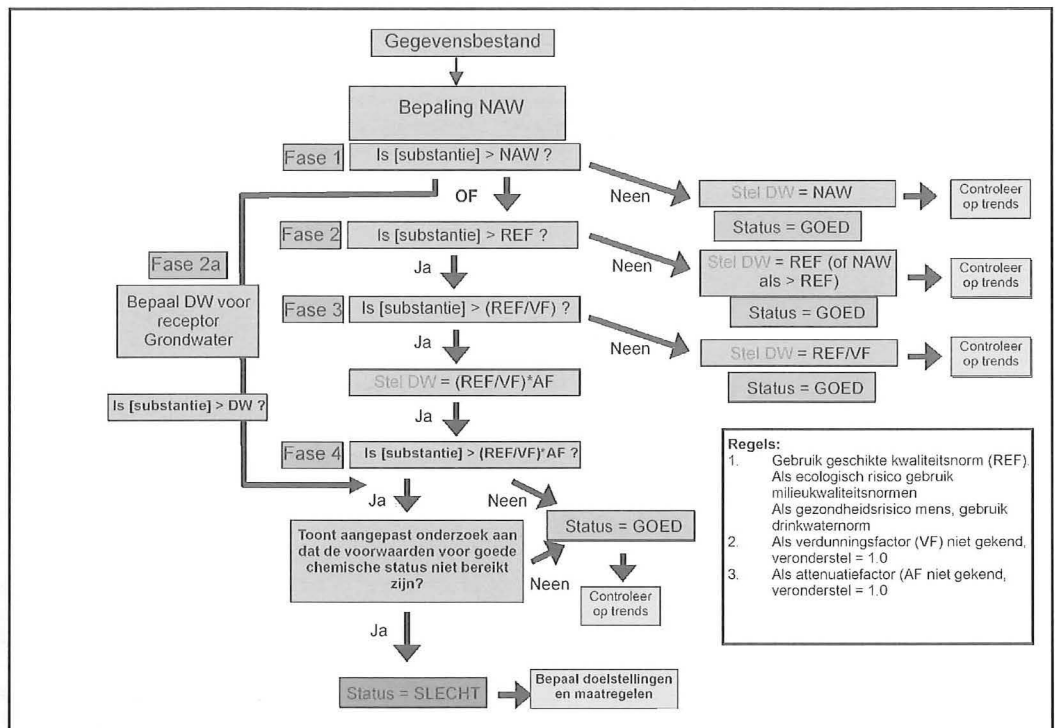 Gegevensbestand
Bepaling NAW
Fase 1
Is [substantie] > NAW ?
OF
Neen
Stel DW = NAW
Status = GOED
Controleer
op trends
Fase 2
Is [substantie] > REF ?
Ja
Neen
Stel DW = REF (of NAW
als > REF)
Status = GOED
Controleer
op trends
Fase 2a
Bepaal DW voor
receptor
Grondwater
Is [substantie] > DW ?
Fase 3
Is [substantie] > (REF/VF) ?
Ja
Neen
Stel DW = REF/VF
Status = GOED
Controleer
op trends
Stel DW = (REF/VF)*AF
Ja
Fase 4
Is [substantie] > (REF/VF)*AF ?
Ja
Neen
Status = GOED
Controleer
op trends
Toont aangepast onderzoek aan
dat de voorwaarden voor goede
chemische status niet bereikt
zijn?
Neen
Ja
Status = SLECHT
Bepaal doelstellingen
en maatregelen
Regels:
1. Gebruik geschikte kwaliteitsnorm (REF).
Als ecologisch risico gebruik
milieukwaliteitsnormen
Als gezondheidsrisico mens, gebruik
drinkwaternorm
2. Als verdunningsfactor (VF) niet gekend,
veronderstel = 1.0
3. Als attenuatiefactor (AF niet gekend,
veronderstel = 1.0